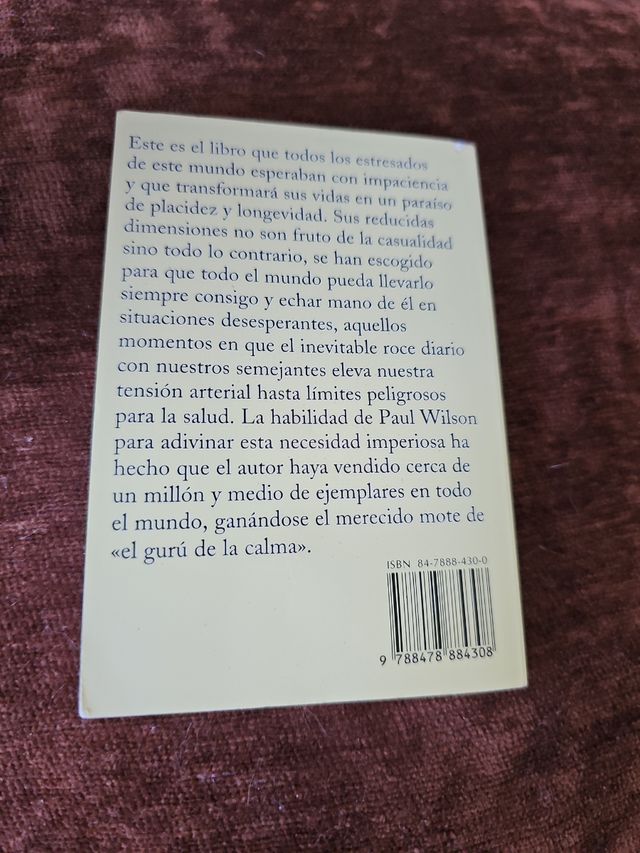 Este es el libro que todos los estresados
de este mundo esperaban con impaciencia
y que transformará sus vidas en un paraíso
de placidez y longevidad. Sus reducidas
dimensiones no son fruto de la casualidad
sino todo lo contrario, se han escogido
para que todo el mundo pueda llevarlo
siempre consigo y echar mano de él en
situaciones desesperantes, aquellos
momentos en que el inevitable roce diario
con nuestros semejantes eleva nuestra
tensión arterial hasta límites peligrosos
para la salud. La habilidad de Paul Wilson
para adivinar esta necesidad imperiosa ha
hecho que el autor haya vendido cerca de
un millón y medio de ejemplares en todo
el mundo, ganándose el merecido mote de
«el gurú de la calma».
ISBN 84-7888-430-0
9 788478 884308